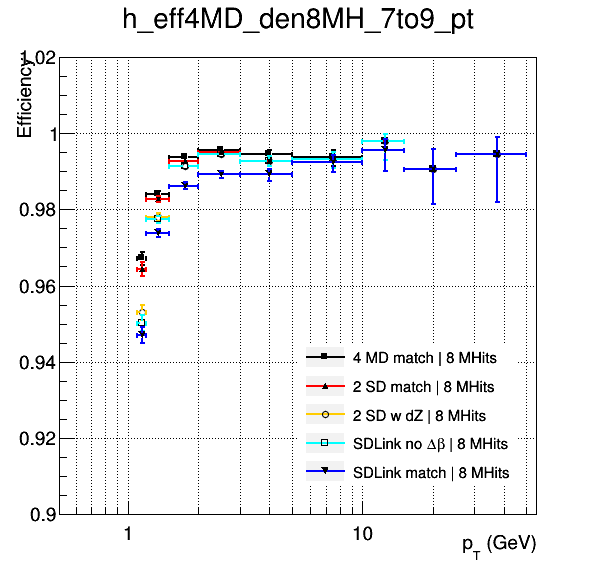 h_eff4MD_den8MH_7to9_pt
Efficiency
1.02
1
0.98
0.96
0.94
0.92
0.9
4 MD match | 8 MHits
2 SD match | 8 MHits
2 SD w dZ | 8 MHits
SDLink no Δβ | 8 MHits
SDLink match | 8 MHits
1
10
p_T (GeV)